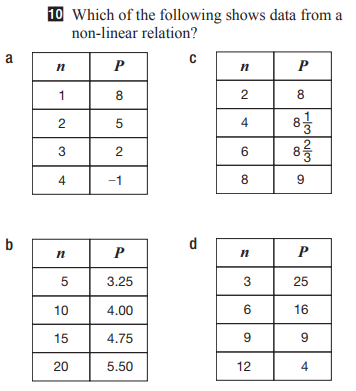 10 Which of the following shows data from a
non-linear relation?
a
n P
1 8
2 5
3 2
4 −1
c
n P
2 8
4 8 1/3
6 8 2/3
8 9
b
n P
5 3.25
10 4.00
15 4.75
20 5.50
d
n P
3 25
6 16
9 9
12 4